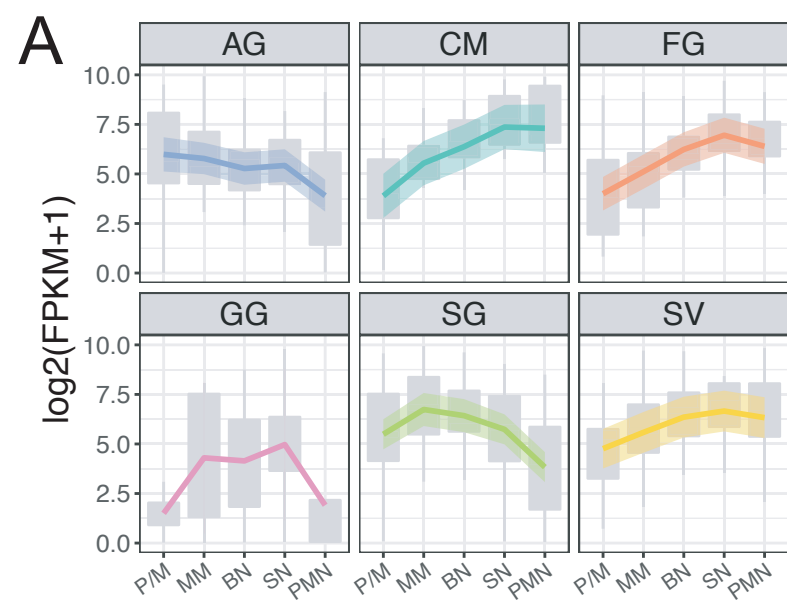 A
AG CM FG
10.0
7.5
5.0
2.5
0.0
GG SG SV
10.0
7.5
5.0
2.5
0.0
log2(FPKM+1)
P/M MM BN SN PMN P/M MM BN SN PMN P/M MM BN SN PMN